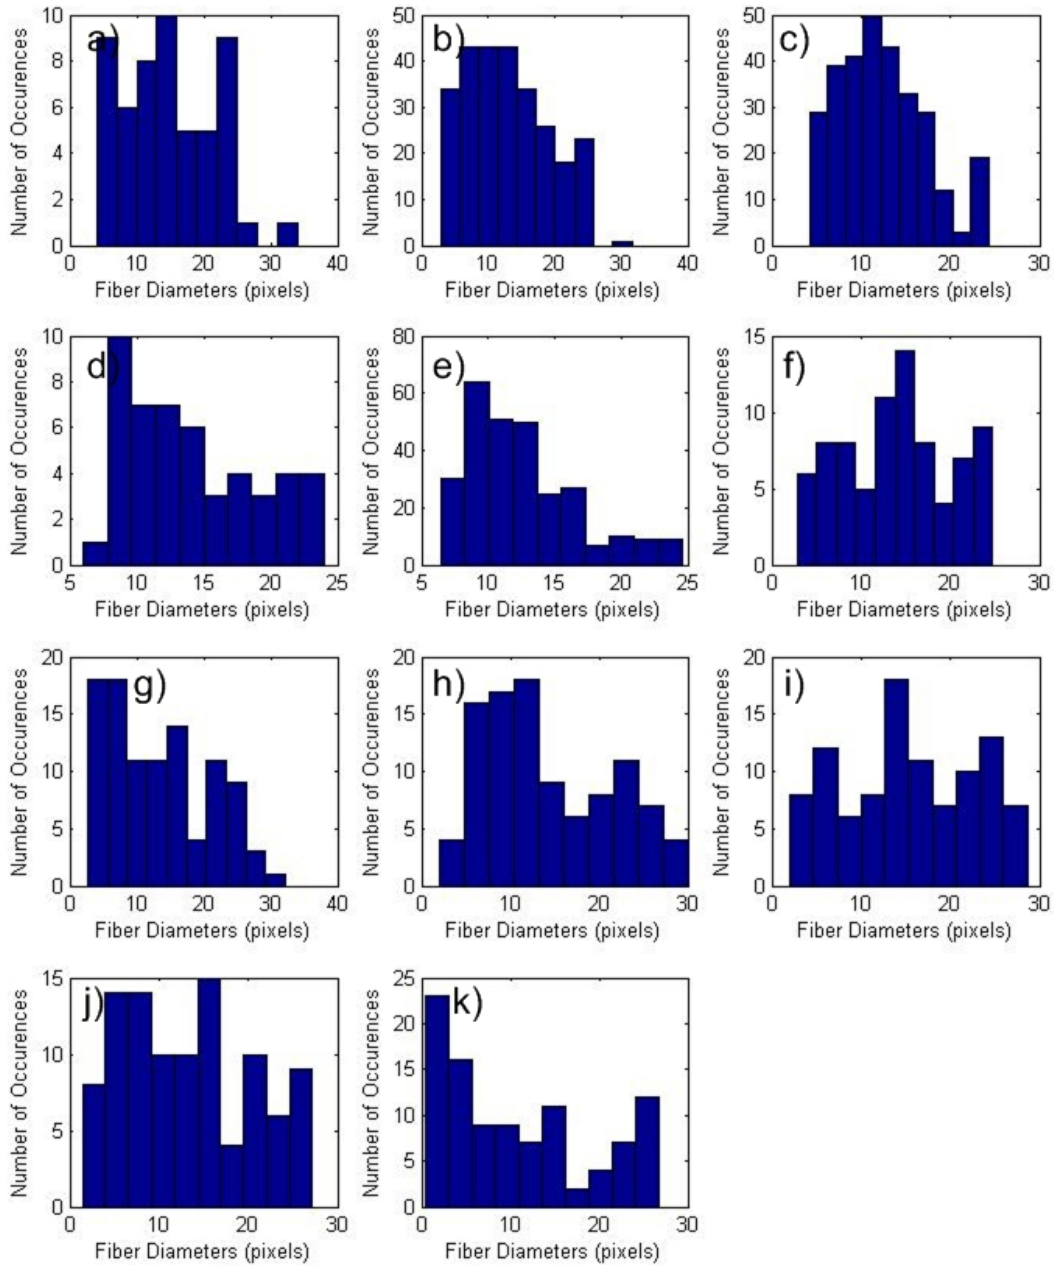 a) b) c)
Number of Occurences Number of Occurences Number of Occurences
10 8 6 4 2 0 50 40 30 20 10 0 50 40 30 20 10 0
0 10 20 30 40 0 10 20 30 40 0 10 20 30
Fiber Diameters (pixels) Fiber Diameters (pixels) Fiber Diameters (pixels)
d) e) f)
Number of Occurences Number of Occurences Number of Occurences
10 8 6 4 2 0 80 60 40 20 0 15 10 5 0
5 10 15 20 25 5 10 15 20 25 0 10 20 30
Fiber Diameters (pixels) Fiber Diameters (pixels) Fiber Diameters (pixels)
g) h) i)
Number of Occurences Number of Occurences Number of Occurences
20 15 10 5 0 20 15 10 5 0 20 15 10 5 0
0 10 20 30 40 0 10 20 30 0 10 20 30
Fiber Diameters (pixels) Fiber Diameters (pixels) Fiber Diameters (pixels)
j) k)
Number of Occurences Number of Occurences
15 10 5 0 25 20 15 10 5 0
0 10 20 30 0 10 20 30
Fiber Diameters (pixels) Fiber Diameters (pixels)